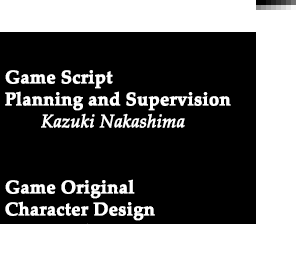 Game Script
Planning and Supervision
Kazuki Nakashima
Game Original
Character Design